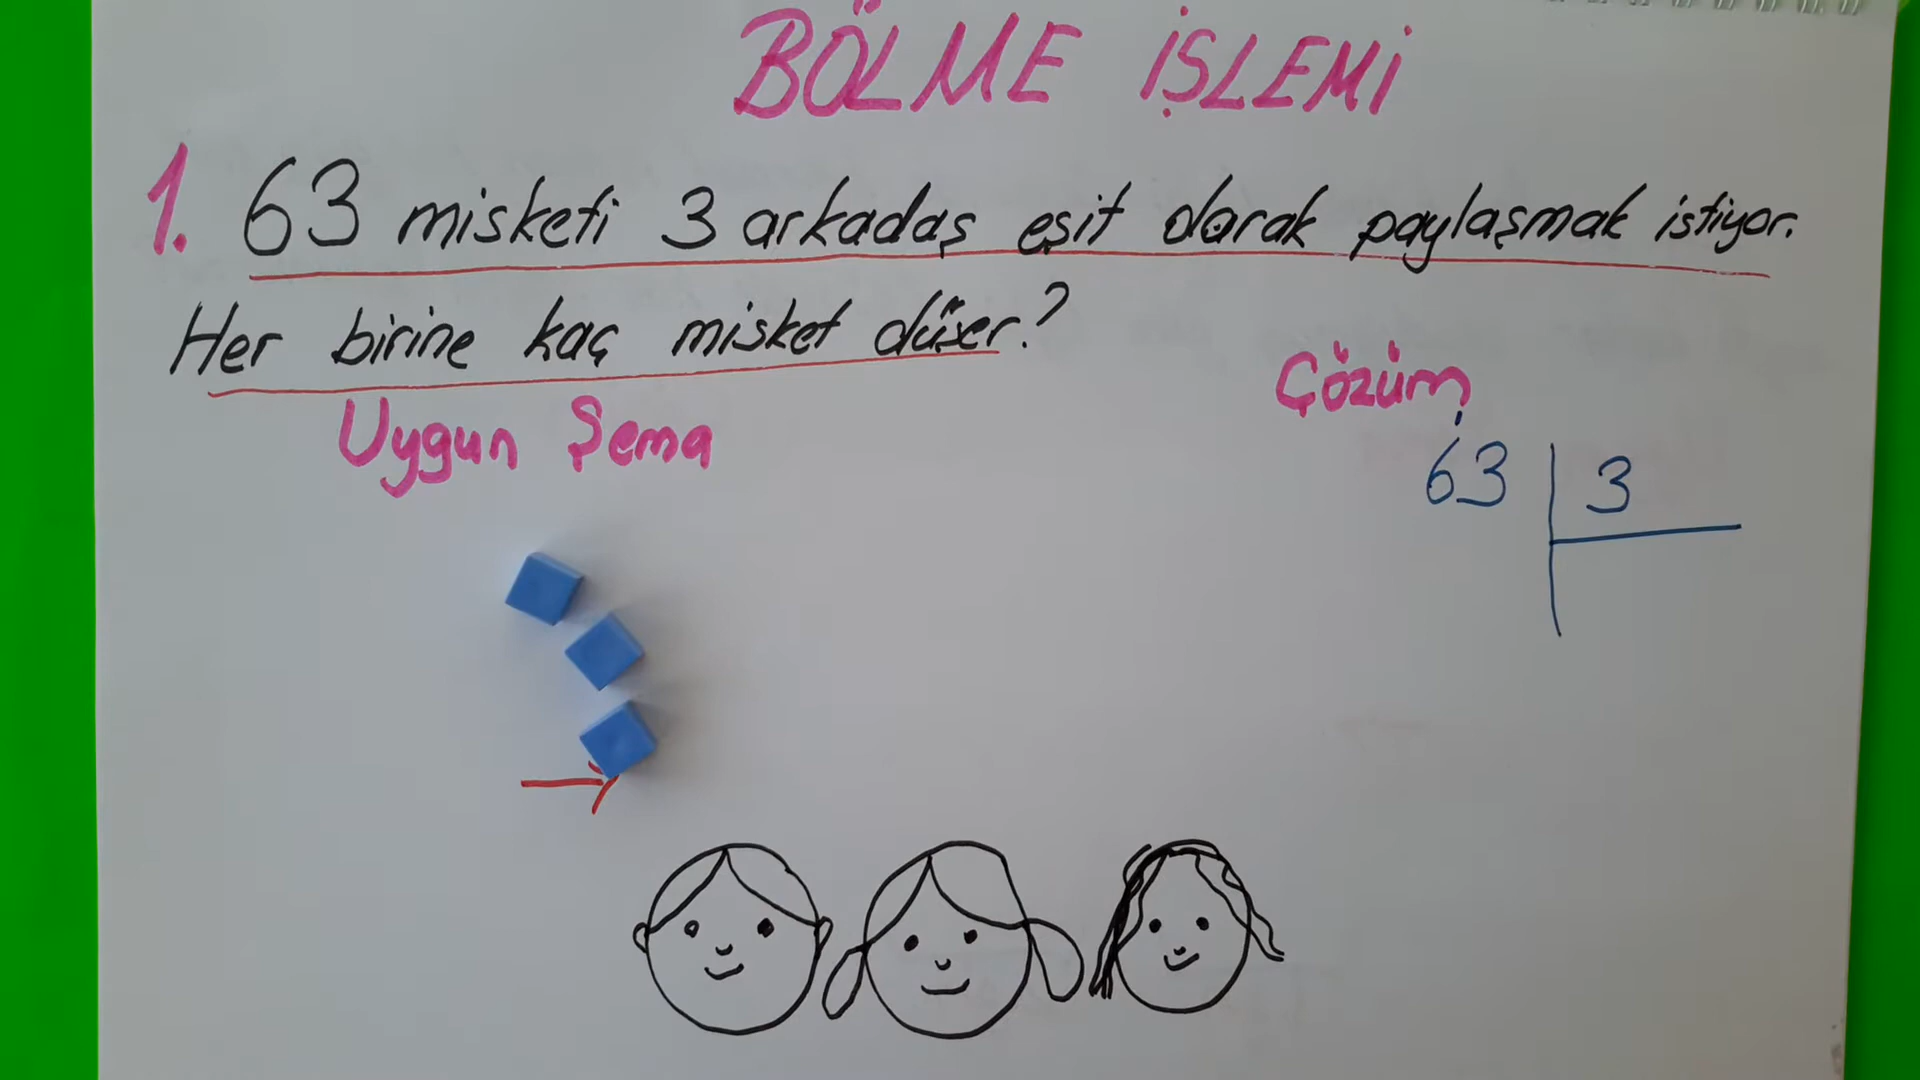 BÖLME İŞLEMİ
1. 63 misketi 3 arkadaş eşit olarak paylaşmak istiyor.
Her birine kaç misket düşer?
Uygun Şema
Çözüm
63 3